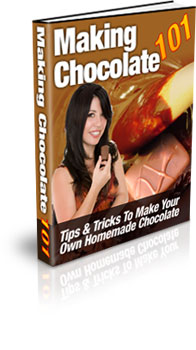 Making
Chocolate
101
Tips & Tricks To Make Your
Own Homemade Chocolate
Making Chocolate 101